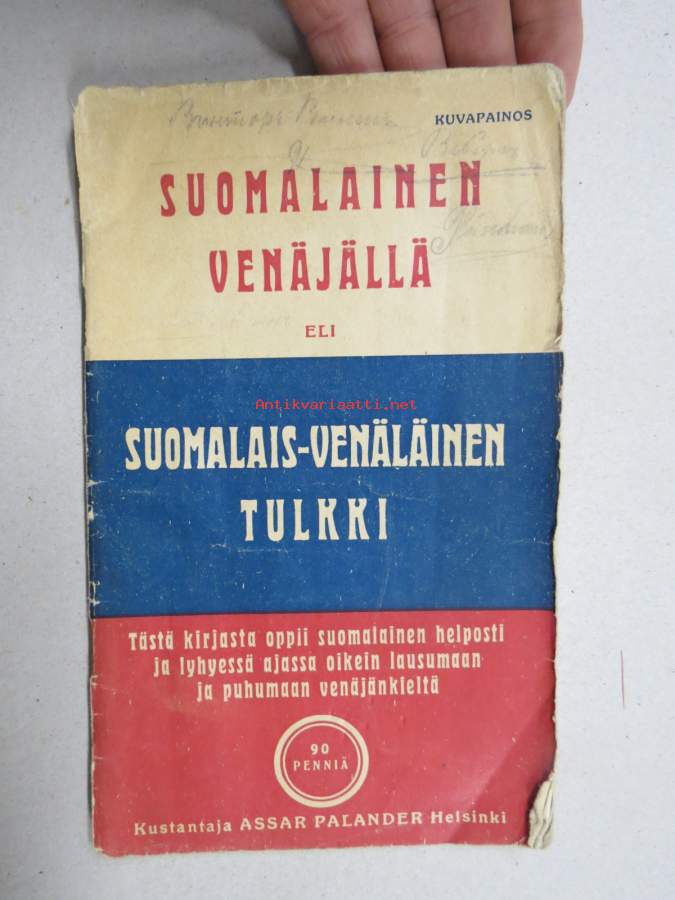 KUVAPAINOS
SUOMALAINEN
VENÄJÄLLÄ
ELI
Antikvariaatti.net
SUOMALAIS-VENÄLÄINEN
TULKKI
Tästä kirjasta oppii suomalainen helposti
ja lyhyessä ajassa oikein lausumaan
ja puhumaan venäjänkieltä
90
PENNIÄ
Kustantaja ASSAR PALANDER Helsinki